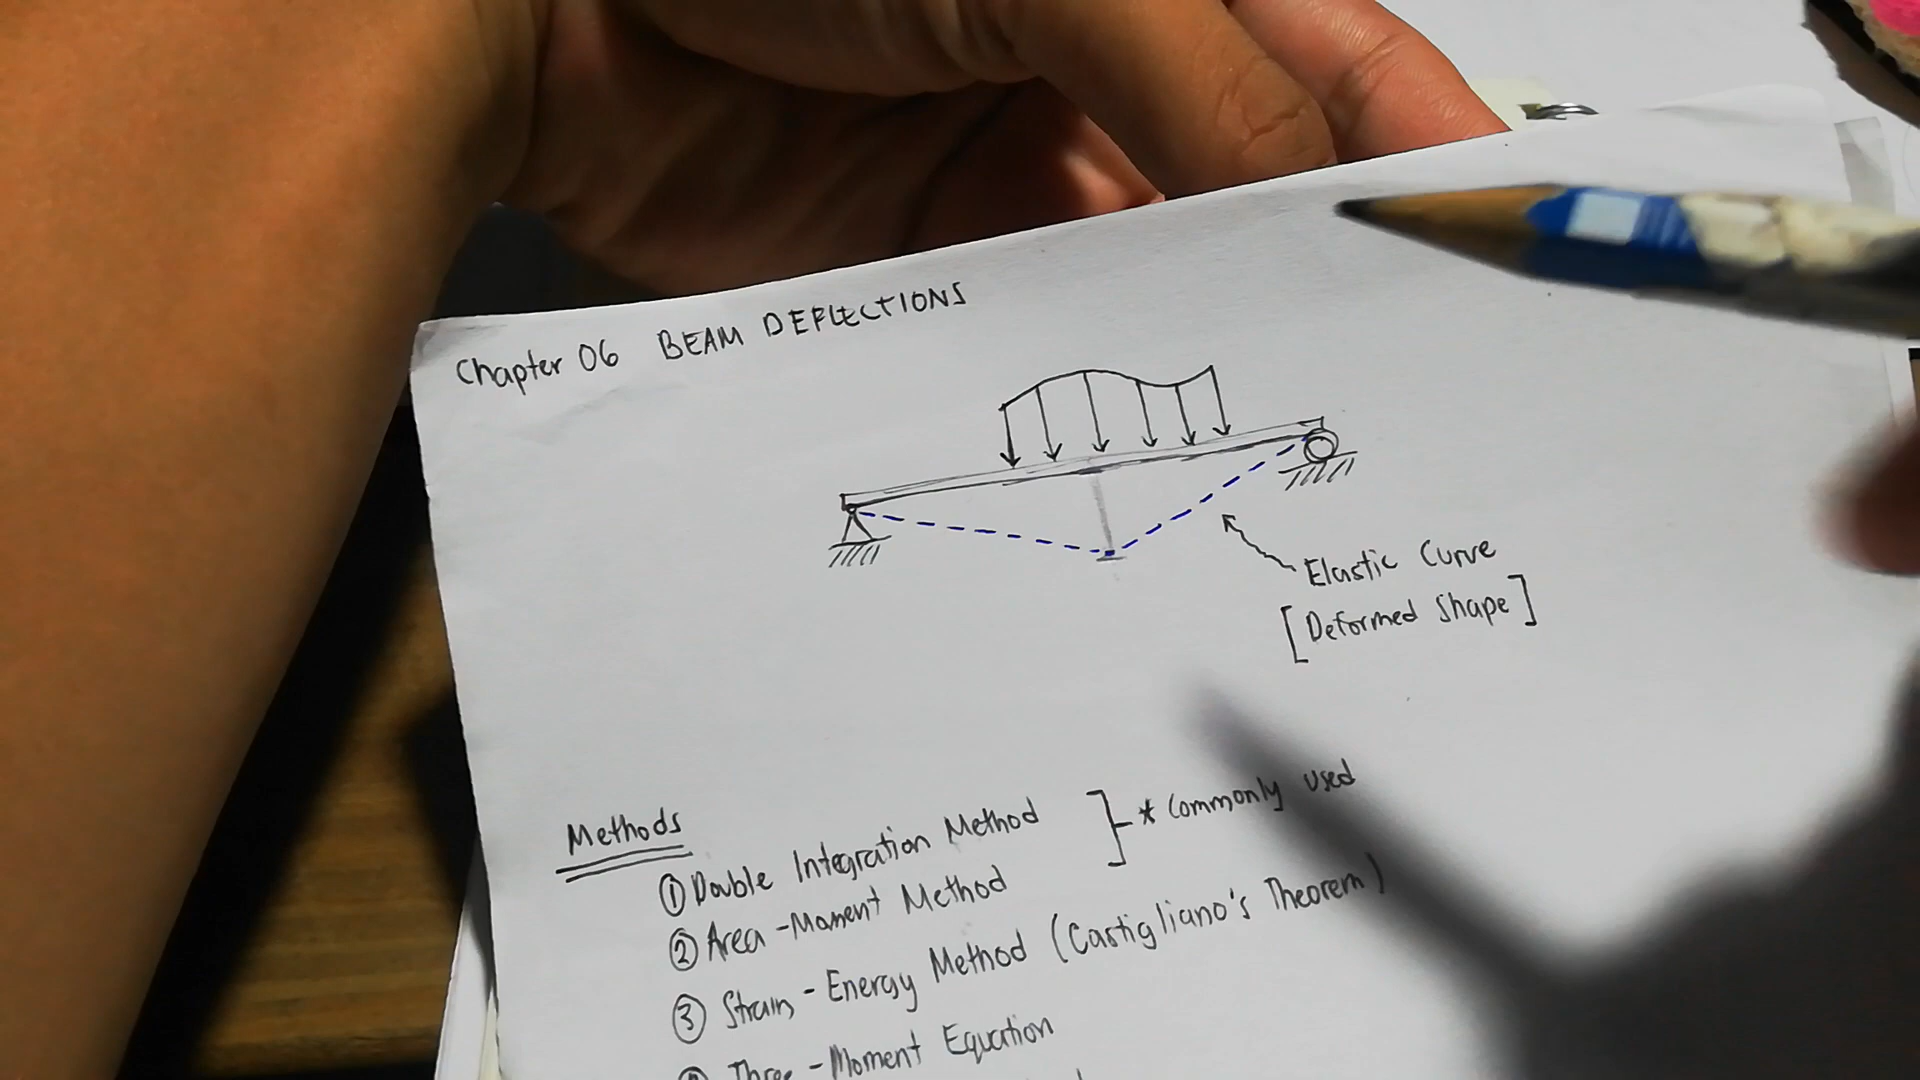 Chapter 06 BEAM DEFLECTIONS
Elastic Curve
[Deformed Shape]
Methods
① Double Integration Method
② Area-Moment Method
* Commonly used
③ Strain-Energy Method (Castigliano's Theorem)
Three-Moment Equation